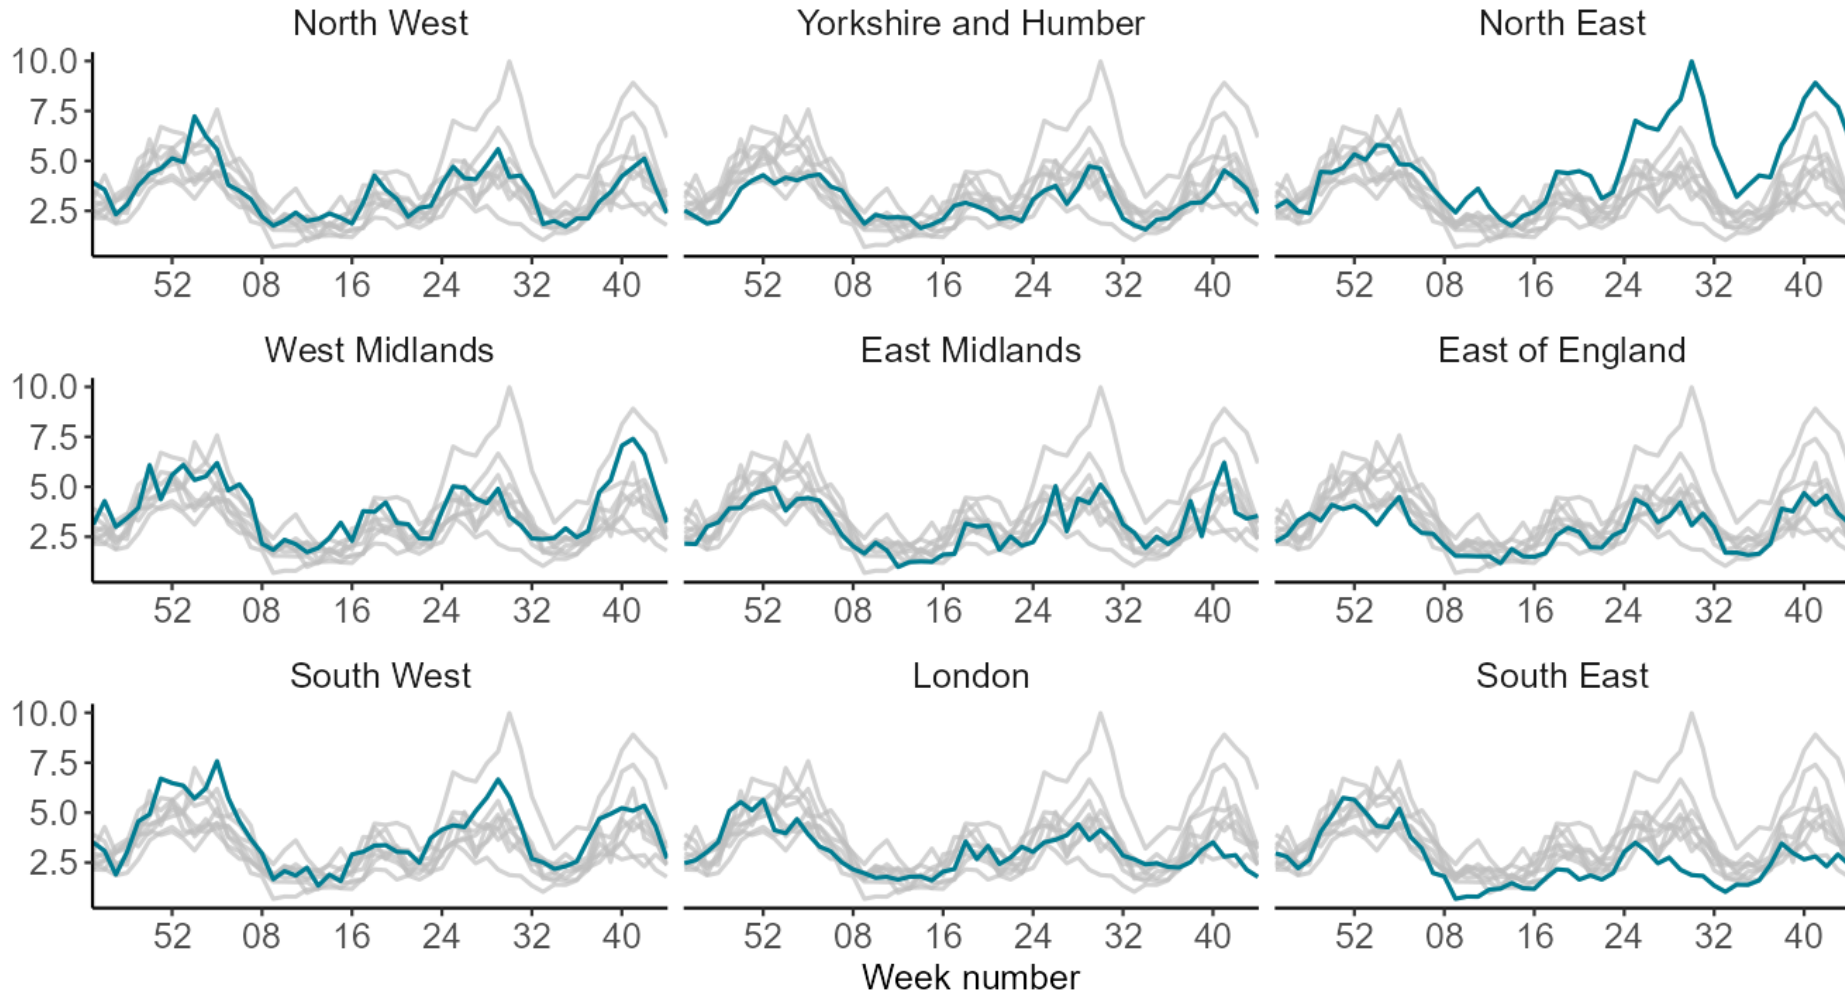 North West Yorkshire and Humber North East
10.0
7.5
5.0
2.5
52 08 16 24 32 40 52 08 16 24 32 40 52 08 16 24 32 40
West Midlands East Midlands East of England
10.0
7.5
5.0
2.5
52 08 16 24 32 40 52 08 16 24 32 40 52 08 16 24 32 40
South West London South East
10.0
7.5
5.0
2.5
52 08 16 24 32 40 52 08 16 24 32 40 52 08 16 24 32 40
Week number